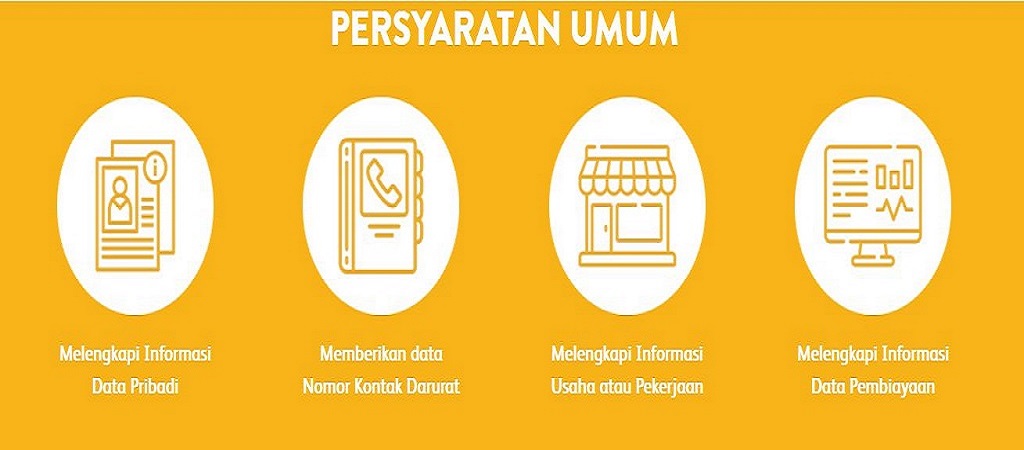 PERSYARATAN UMUM
Melengkapi Informasi
Data Pribadi
Memberikan data
Nomor Kontak Darurat
Melengkapi Informasi
Usaha atau Pekerjaan
Melengkapi Informasi
Data Pembiayaan